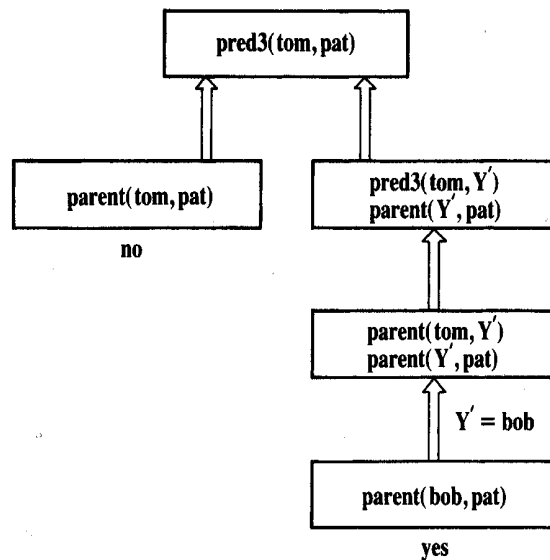 pred3(tom, pat)
parent(tom, pat)
no
pred3(tom, Y′)
parent(Y′, pat)
parent(tom, Y′)
parent(Y′, pat)
Y′ = bob
parent(bob, pat)
yes